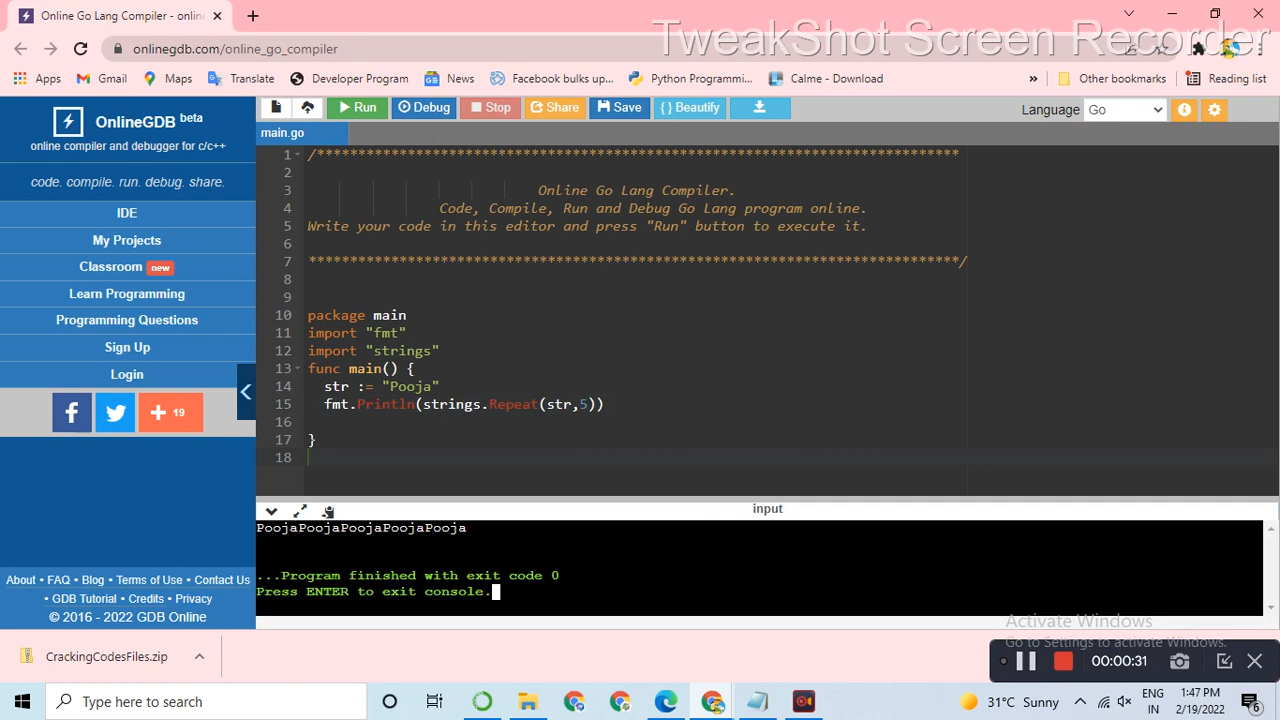 Online Go Lang Compiler - onlin
TweakShot Screen Recorder
onlinegdb.com/online_go_compiler
Apps Gmail Maps Translate Developer Program News Facebook bulks up... Python Programmi... Calme - Download » Other bookmarks Reading list
OnlineGDB beta
online compiler and debugger for c/c++
code. compile. run. debug. share.
IDE
My Projects
Classroom new
Learn Programming
Programming Questions
Sign Up
Login
+ 19
About • FAQ • Blog • Terms of Use • Contact Us
• GDB Tutorial • Credits • Privacy
© 2016 - 2022 GDB Online
Run Debug Stop Share Save { } Beautify
Language Go
main.go
1 /******************************************************************************
2
3 Online Go Lang Compiler.
4 Code, Compile, Run and Debug Go Lang program online.
5 Write your code in this editor and press "Run" button to execute it.
6
7 *******************************************************************************/
8
9
10 package main
11 import "fmt"
12 import "strings"
13 func main() {
14 str := "Pooja"
15 fmt.Println(strings.Repeat(str,5))
16
17 }
18
input
PoojaPoojaPoojaPoojaPooja
...Program finished with exit code 0
Press ENTER to exit console.
Activate Windows
Go to Settings to activate Windows.
00:00:31
CrackingCodesFiles.zip
Type here to search
31°C Sunny
ENG
IN
1:47 PM
2/19/2022
6